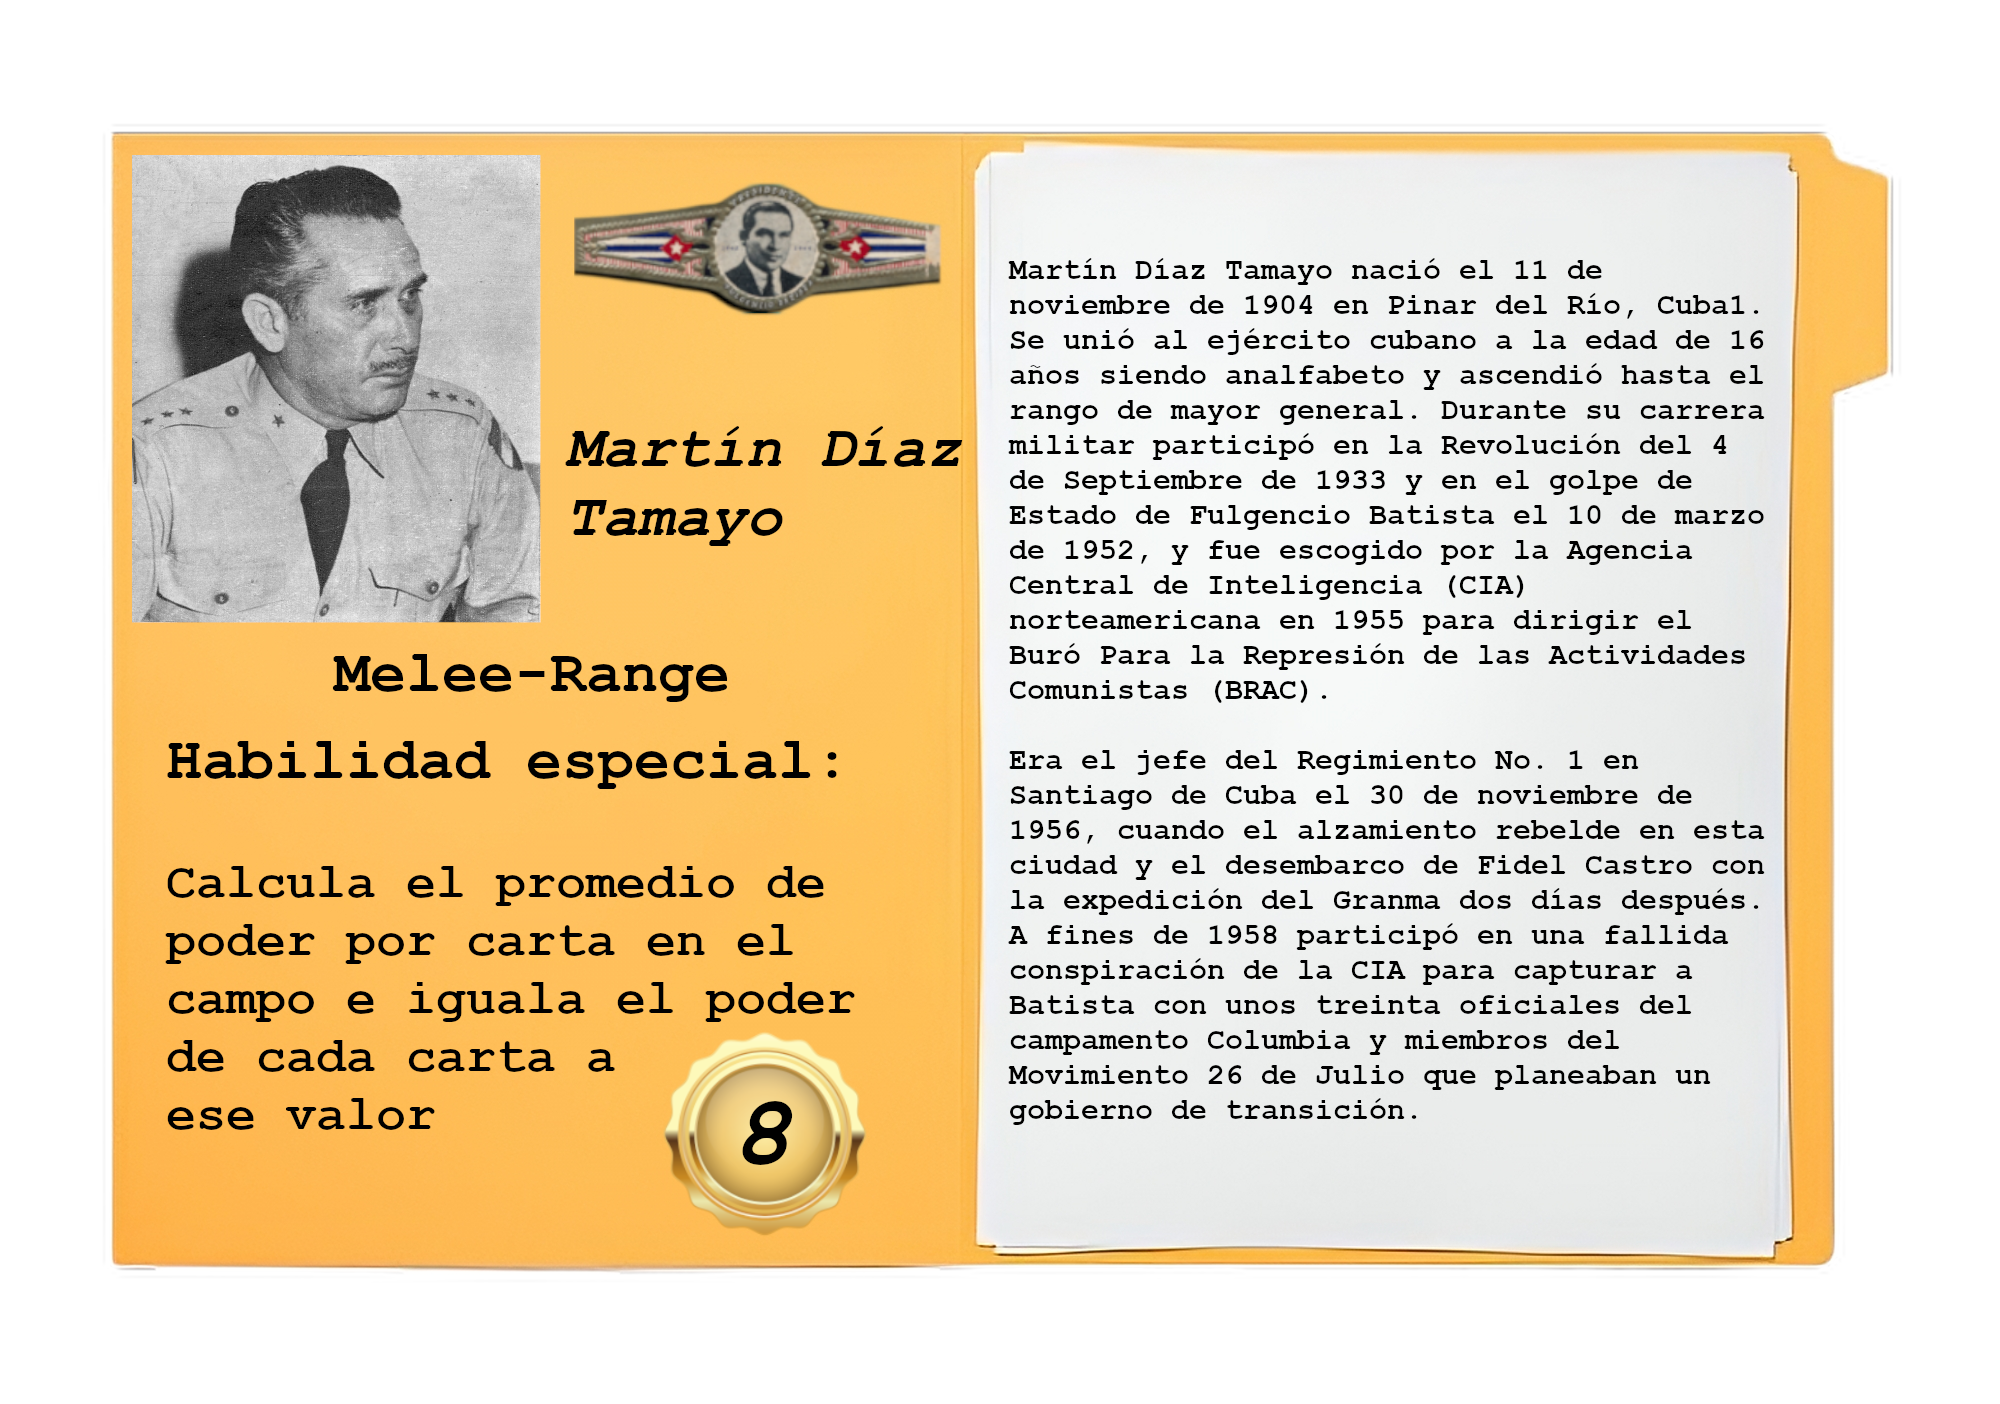 PRESIDENTE
Martín Díaz
Tamayo
Melee-Range
Habilidad especial:
Calcula el promedio de
poder por carta en el
campo e iguala el poder
de cada carta a
ese valor
8
Martín Díaz Tamayo nació el 11 de
noviembre de 1904 en Pinar del Río, Cuba1.
Se unió al ejército cubano a la edad de 16
años siendo analfabeto y ascendió hasta el
rango de mayor general. Durante su carrera
militar participó en la Revolución del 4
de Septiembre de 1933 y en el golpe de
Estado de Fulgencio Batista el 10 de marzo
de 1952, y fue escogido por la Agencia
Central de Inteligencia (CIA)
norteamericana en 1955 para dirigir el
Buró Para la Represión de las Actividades
Comunistas (BRAC).
Era el jefe del Regimiento No. 1 en
Santiago de Cuba el 30 de noviembre de
1956, cuando el alzamiento rebelde en esta
ciudad y el desembarco de Fidel Castro con
la expedición del Granma dos días después.
A fines de 1958 participó en una fallida
conspiración de la CIA para capturar a
Batista con unos treinta oficiales del
campamento Columbia y miembros del
Movimiento 26 de Julio que planeaban un
gobierno de transición.